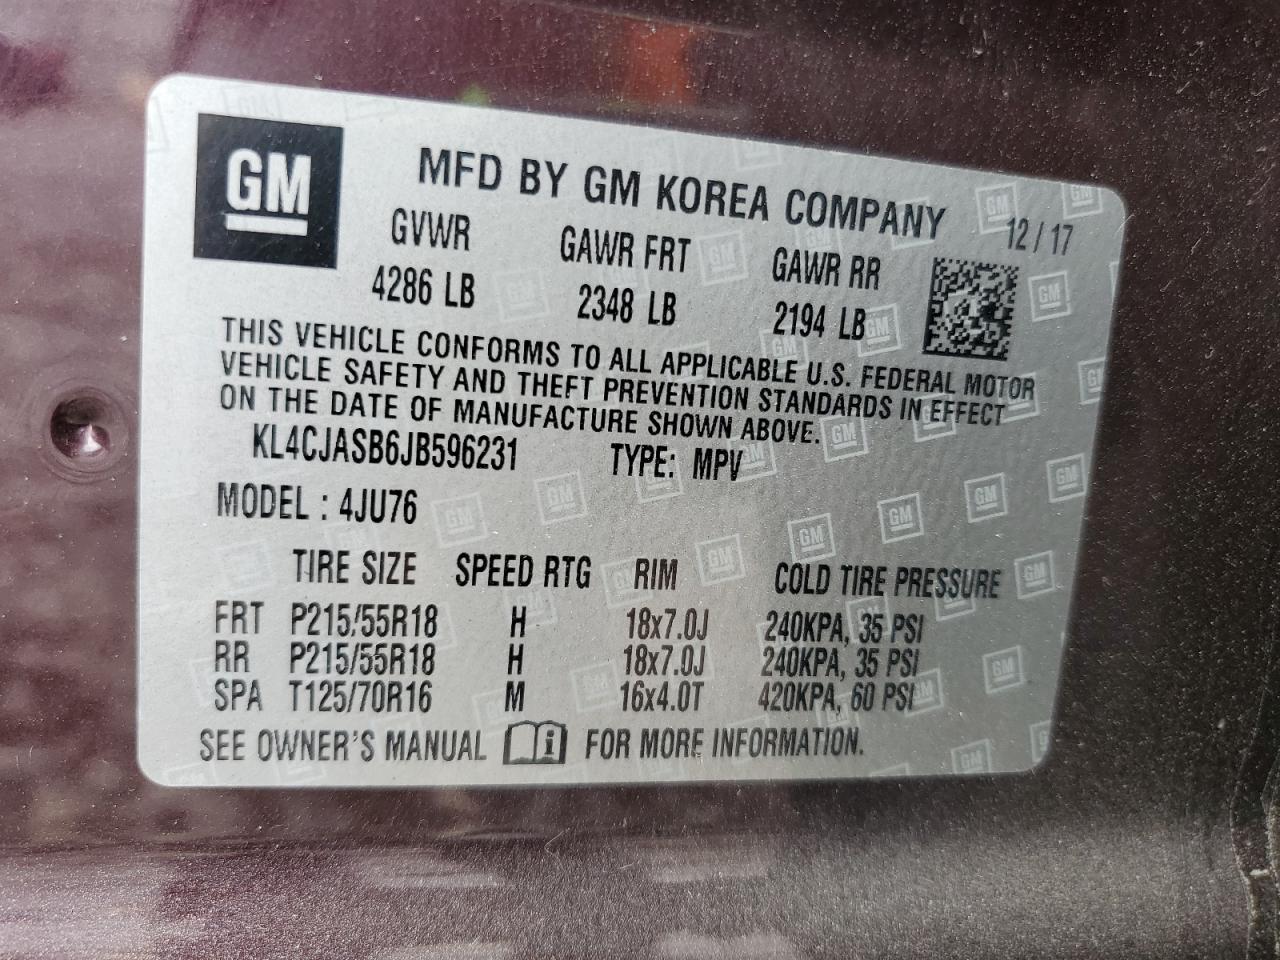 GM
MFD BY GM KOREA COMPANY
12/17
GVWR GAWR FRT GAWR RR
4286 LB 2348 LB 2194 LB
THIS VEHICLE CONFORMS TO ALL APPLICABLE U.S. FEDERAL MOTOR
VEHICLE SAFETY AND THEFT PREVENTION STANDARDS IN EFFECT
ON THE DATE OF MANUFACTURE SHOWN ABOVE.
KL4CJASB6JB596231 TYPE: MPV
MODEL : 4JU76
TIRE SIZE SPEED RTG RIM COLD TIRE PRESSURE
FRT P215/55R18 H 18x7.0J 240KPA, 35 PSI
RR P215/55R18 H 18x7.0J 240KPA, 35 PSI
SPA T125/70R16 M 16x4.0T 420KPA, 60 PSI
SEE OWNER'S MANUAL i FOR MORE INFORMATION.